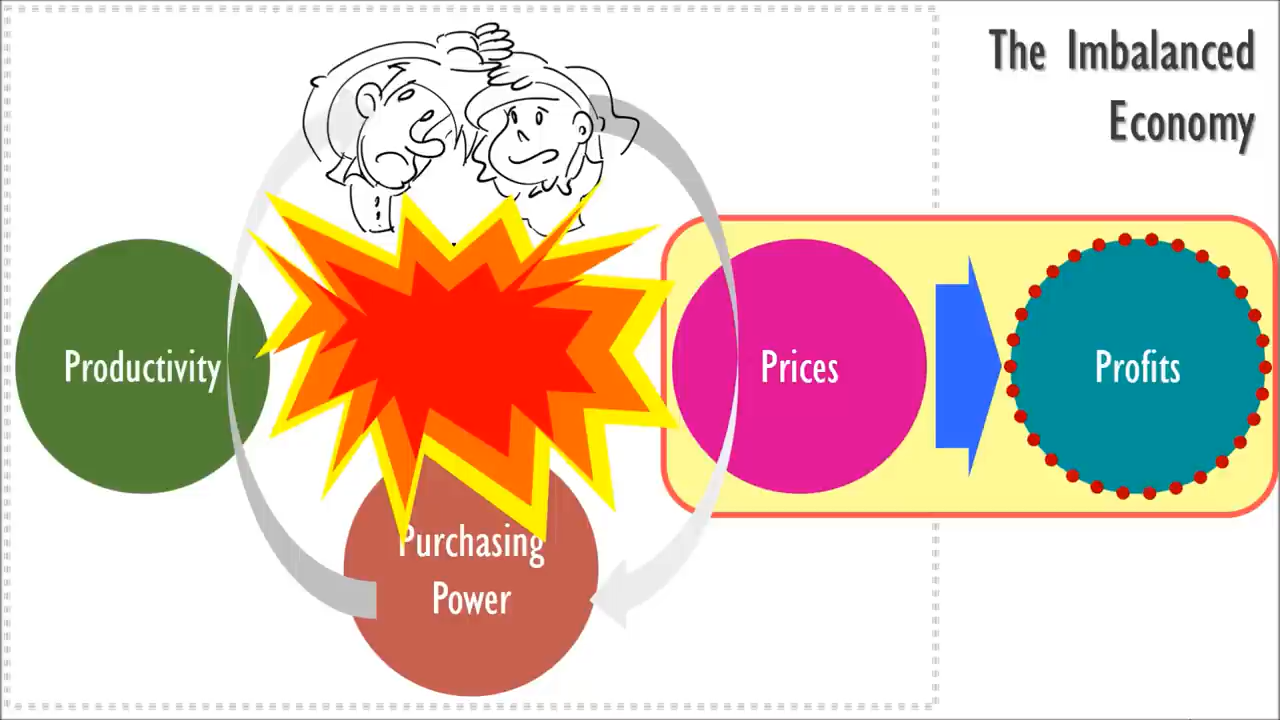 The Imbalanced
Economy
Productivity
Prices
Profits
Purchasing
Power